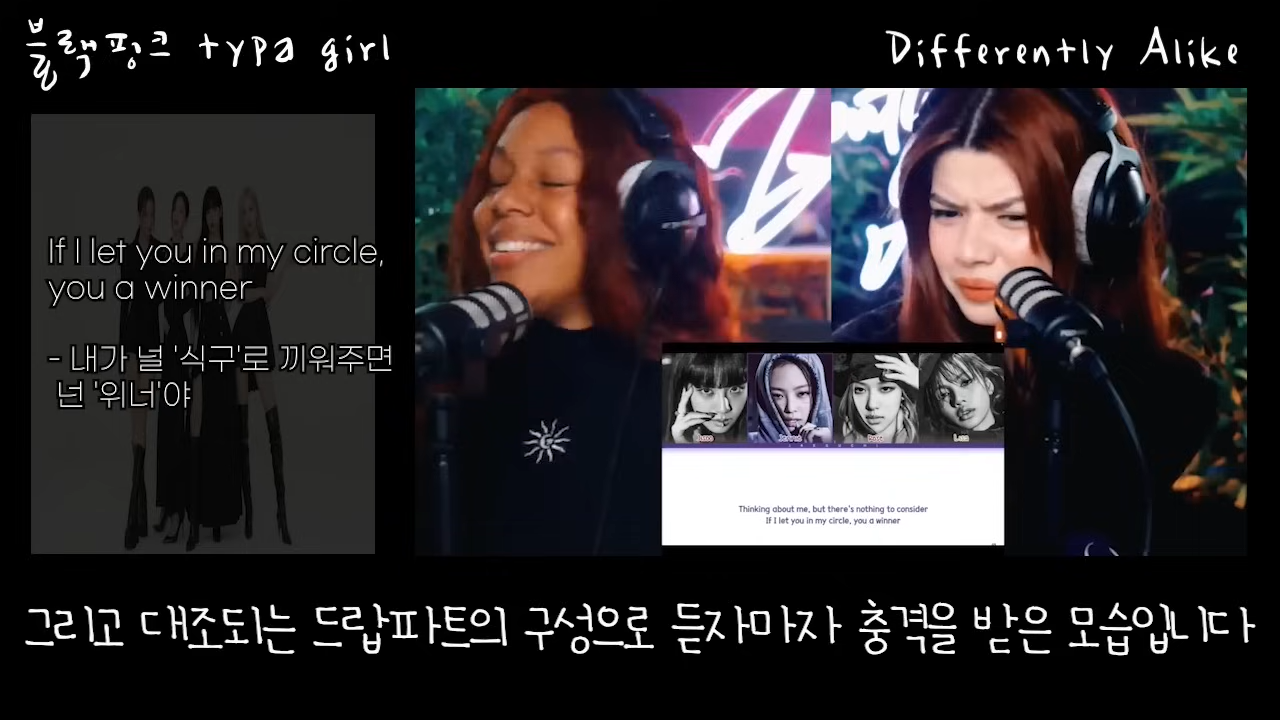 블랙핑크 typa girl
Differently Alike
If I let you in my circle,
you a winner
- 내가 널 '식구'로 끼워주면
넌 '위너'야
Jisoo
Jennie
Rosé
Lisa
Thinking about me, but there's nothing to consider
If I let you in my circle, you a winner
그리고 대조되는 드랍파트의 구성으로 듣자마자 충격을 받은 모습입니다